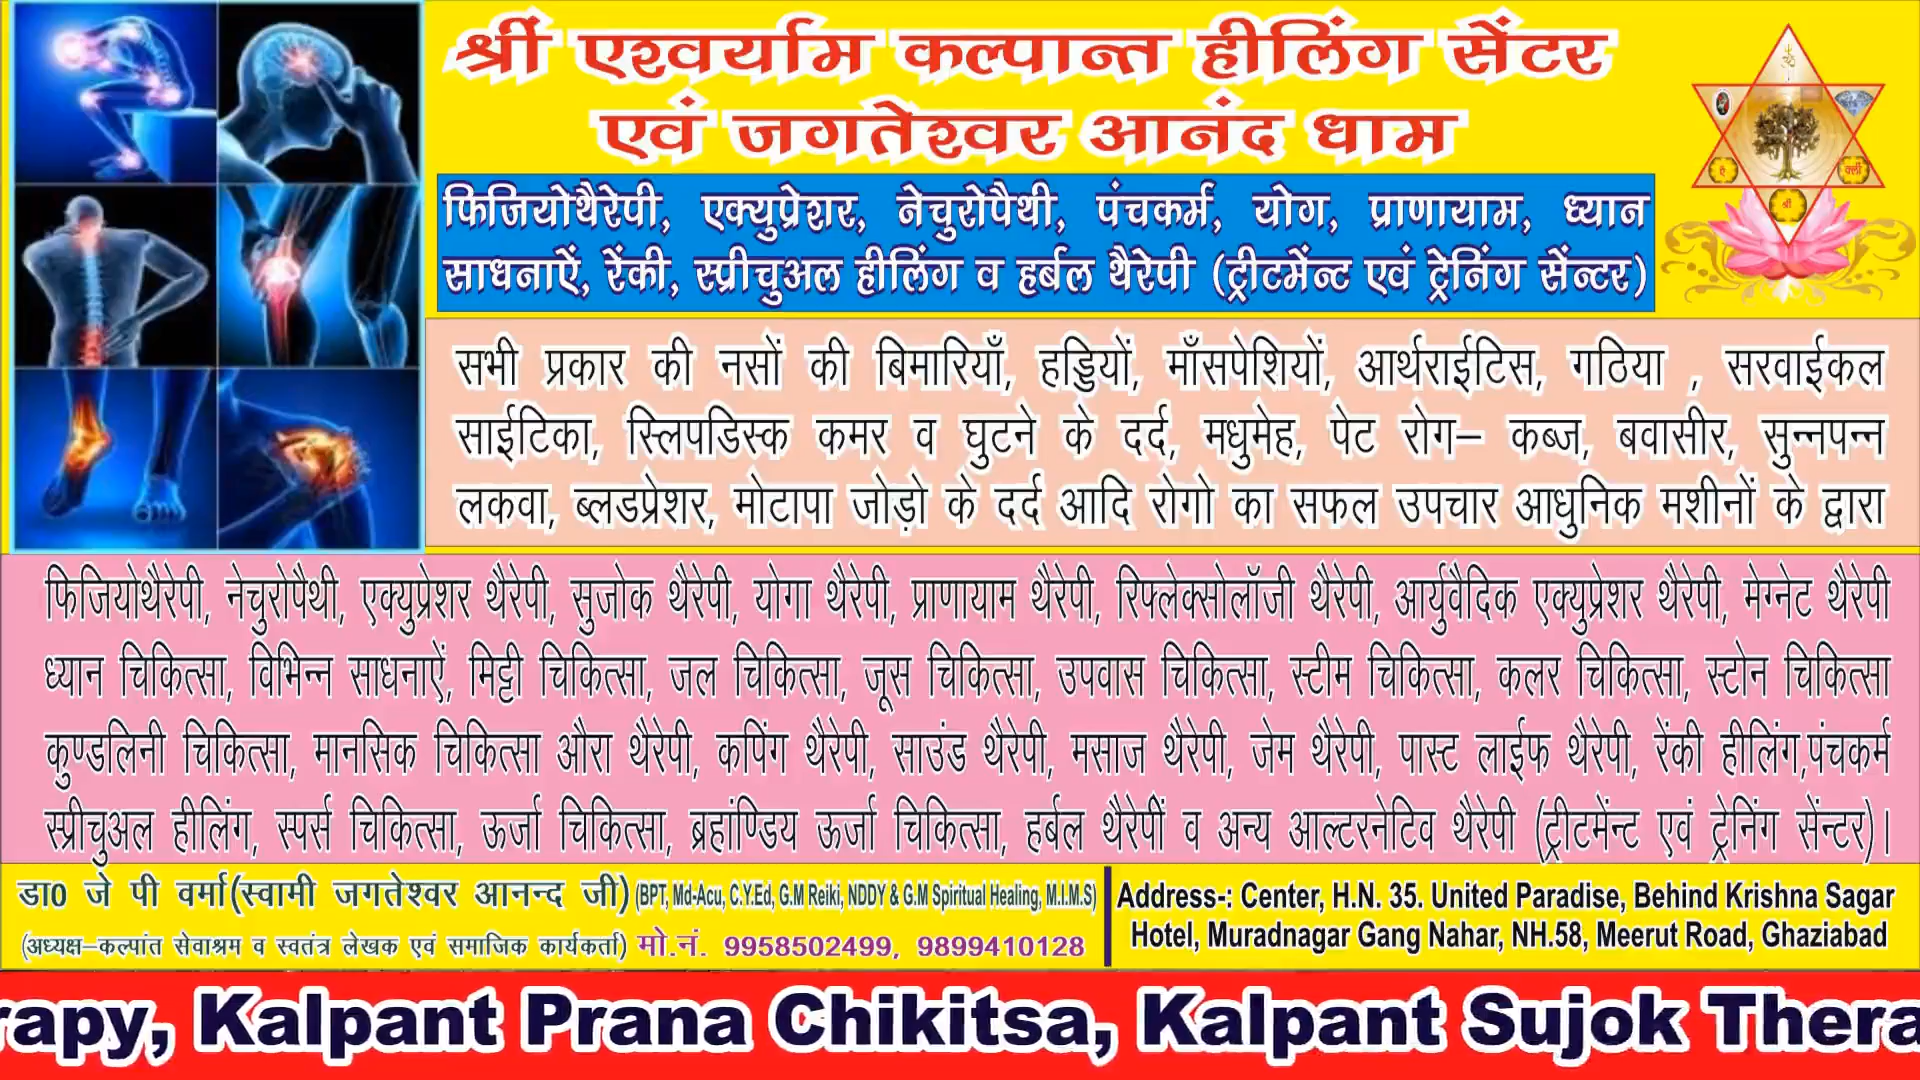 श्रीं एश्वर्याम कल्पान्त हीलिंग सेंटर
एवं जगतेश्वर आनंद धाम
फिजियोथैरेपी, एक्युप्रेशर, नेचुरोपैथी, पंचकर्म, योग, प्राणायाम, ध्यान
साधनाऐं, रेंकी, स्प्रीचुअल हीलिंग व हर्बल थैरेपी (ट्रीटमेंन्ट एवं ट्रेनिंग सेंन्टर)
सभी प्रकार की नसों की बिमारियाँ, हड्डियों, माँसपेशियों, आर्थराईटिस, गठिया , सरवाईकल
साईटिका, स्लिपडिस्क कमर व घुटने के दर्द, मधुमेह, पेट रोग– कब्ज, बवासीर, सुन्नपन्न
लकवा, ब्लडप्रेशर, मोटापा जोड़ो के दर्द आदि रोगो का सफल उपचार आधुनिक मशीनों के द्वारा
फिजियोथैरेपी, नेचुरोपैथी, एक्युप्रेशर थैरेपी, सुजोक थैरेपी, योगा थैरेपी, प्राणायाम थैरेपी, रिफ्लेक्सोलॉजी थैरेपी, आर्युवैदिक एक्युप्रेशर थैरेपी, मेग्नेट थैरेपी
ध्यान चिकित्सा, विभिन्न साधनाऐं, मिट्टी चिकित्सा, जल चिकित्सा, जूस चिकित्सा, उपवास चिकित्सा, स्टीम चिकित्सा, कलर चिकित्सा, स्टोन चिकित्सा
कुण्डलिनी चिकित्सा, मानसिक चिकित्सा औरा थैरेपी, कपिंग थैरेपी, साउंड थैरेपी, मसाज थैरेपी, जेम थैरेपी, पास्ट लाईफ थैरेपी, रेंकी हीलिंग,पंचकर्म
स्प्रीचुअल हीलिंग, स्पर्स चिकित्सा, ऊर्जा चिकित्सा, ब्रहाण्डिय ऊर्जा चिकित्सा, हर्बल थैरेपीं व अन्य आल्टरनेटिव थैरेपी (ट्रीटमेंन्ट एवं ट्रेनिंग सेंन्टर)।
डा0 जे पी वर्मा(स्वामी जगतेश्वर आनन्द जी) (BPT, Md-Acu, C.Y.Ed, G.M Reiki, NDDY & G.M Spiritual Healing, M.I.M.S)
(अध्यक्ष–कल्पांत सेवाश्रम व स्वतंत्र लेखक एवं समाजिक कार्यकर्ता) मो.नं. 9958502499, 9899410128
Address-: Center, H.N. 35. United Paradise, Behind Krishna Sagar
Hotel, Muradnagar Gang Nahar, NH.58, Meerut Road, Ghaziabad
rapy, Kalpant Prana Chikitsa, Kalpant Sujok Thera